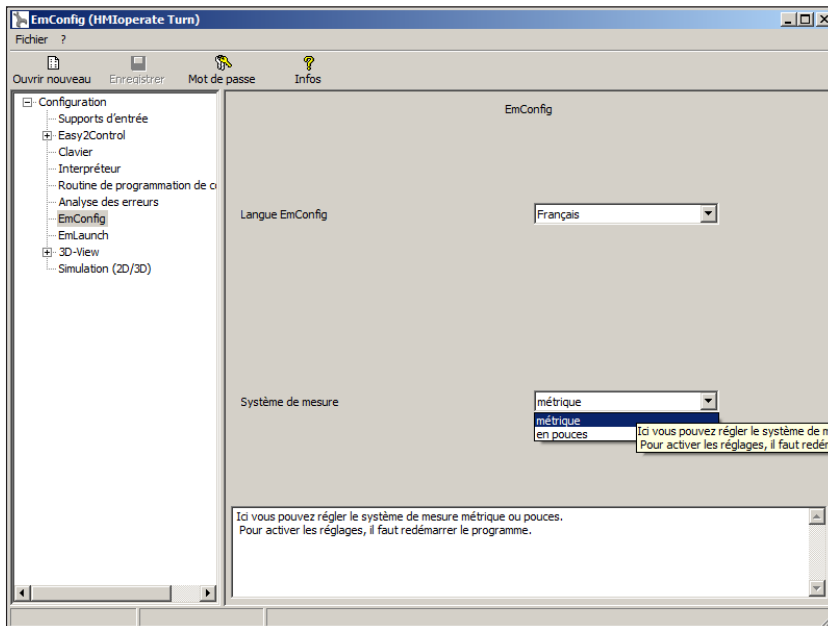 EmConfig (HMIoperate Turn)
Fichier ?
Ouvrir nouveau Enregistrer Mot de passe Infos
Configuration
Supports d'entrée
Easy2Control
Clavier
Interpréteur
Routine de programmation de
Analyse des erreurs
EmConfig
EmLaunch
3D-View
Simulation (2D/3D)
EmConfig
Langue EmConfig Français
Système de mesure métrique
métrique
en pouces
Ici vous pouvez régler le système de
Pour activer les réglages, il faut
Ici vous pouvez régler le système de mesure métrique ou pouces.
Pour activer les réglages, il faut redémarrer le programme.